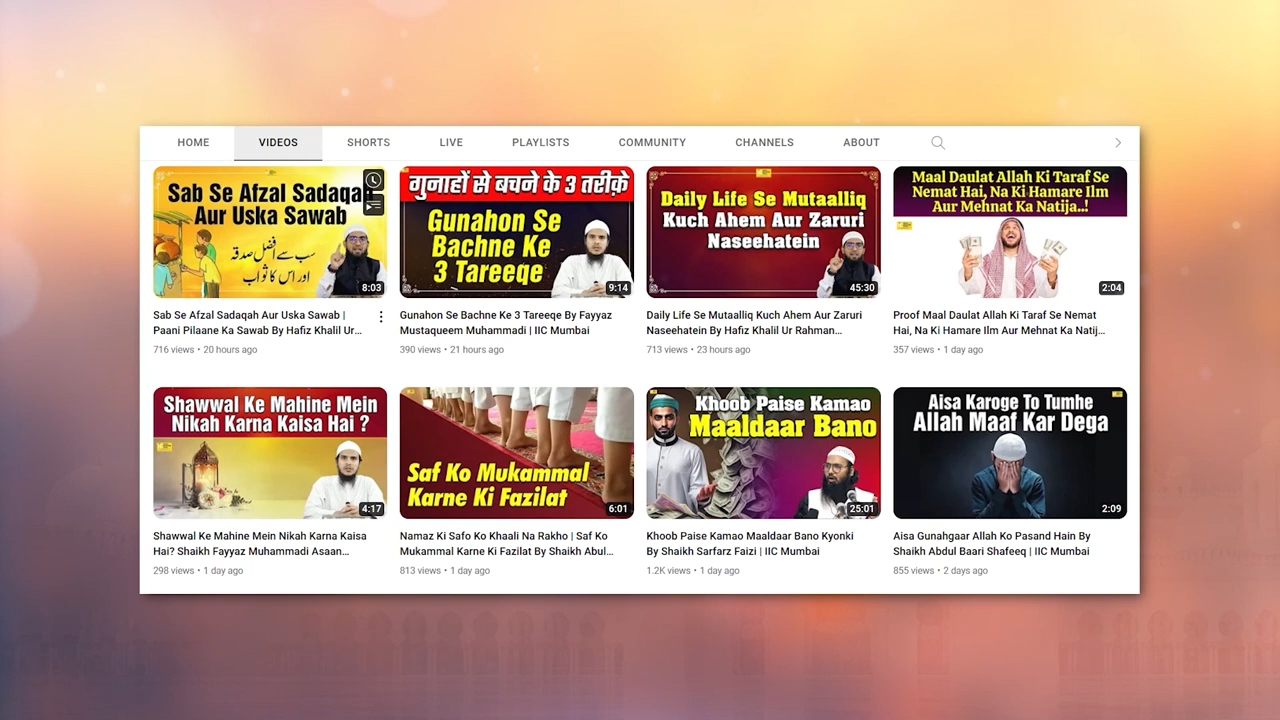 HOME VIDEOS SHORTS LIVE PLAYLISTS COMMUNITY CHANNELS ABOUT
Sab Se Afzal Sadaqah
Aur Uska Sawab
سب سے افضل صدقہ
اور اس کا ثواب
8:03
Sab Se Afzal Sadaqah Aur Uska Sawab |
Paani Pilaane Ka Sawab By Hafiz Khalil Ur...
716 views • 20 hours ago
गुनाहों से बचने के 3 तरीक़े
Gunahon Se
Bachne Ke
3 Tareeqe
9:14
Gunahon Se Bachne Ke 3 Tareeqe By Fayyaz
Mustaqueem Muhammadi | IIC Mumbai
390 views • 21 hours ago
Daily Life Se Mutaalliq
Kuch Ahem Aur Zaruri
Naseehatein
45:30
Daily Life Se Mutaalliq Kuch Ahem Aur Zaruri
Naseehatein By Hafiz Khalil Ur Rahman...
713 views • 23 hours ago
Maal Daulat Allah Ki Taraf Se
Nemat Hai, Na Ki Hamare Ilm
Aur Mehnat Ka Natija..!
2:04
Proof Maal Daulat Allah Ki Taraf Se Nemat
Hai, Na Ki Hamare Ilm Aur Mehnat Ka Natij...
357 views • 1 day ago
Shawwal Ke Mahine Mein
Nikah Karna Kaisa Hai ?
4:17
Shawwal Ke Mahine Mein Nikah Karna Kaisa
Hai? Shaikh Fayyaz Muhammadi Asaan...
298 views • 1 day ago
Saf Ko Mukammal
Karne Ki Fazilat
6:01
Namaz Ki Safo Ko Khaali Na Rakho | Saf Ko
Mukammal Karne Ki Fazilat By Shaikh Abul...
813 views • 1 day ago
Khoob Paise Kamao
Maaldaar Bano
25:01
Khoob Paise Kamao Maaldaar Bano Kyonki
By Shaikh Sarfarz Faizi | IIC Mumbai
1.2K views • 1 day ago
Aisa Karoge To Tumhe
Allah Maaf Kar Dega
2:09
Aisa Gunahgaar Allah Ko Pasand Hain By
Shaikh Abdul Baari Shafeeq | IIC Mumbai
855 views • 2 days ago